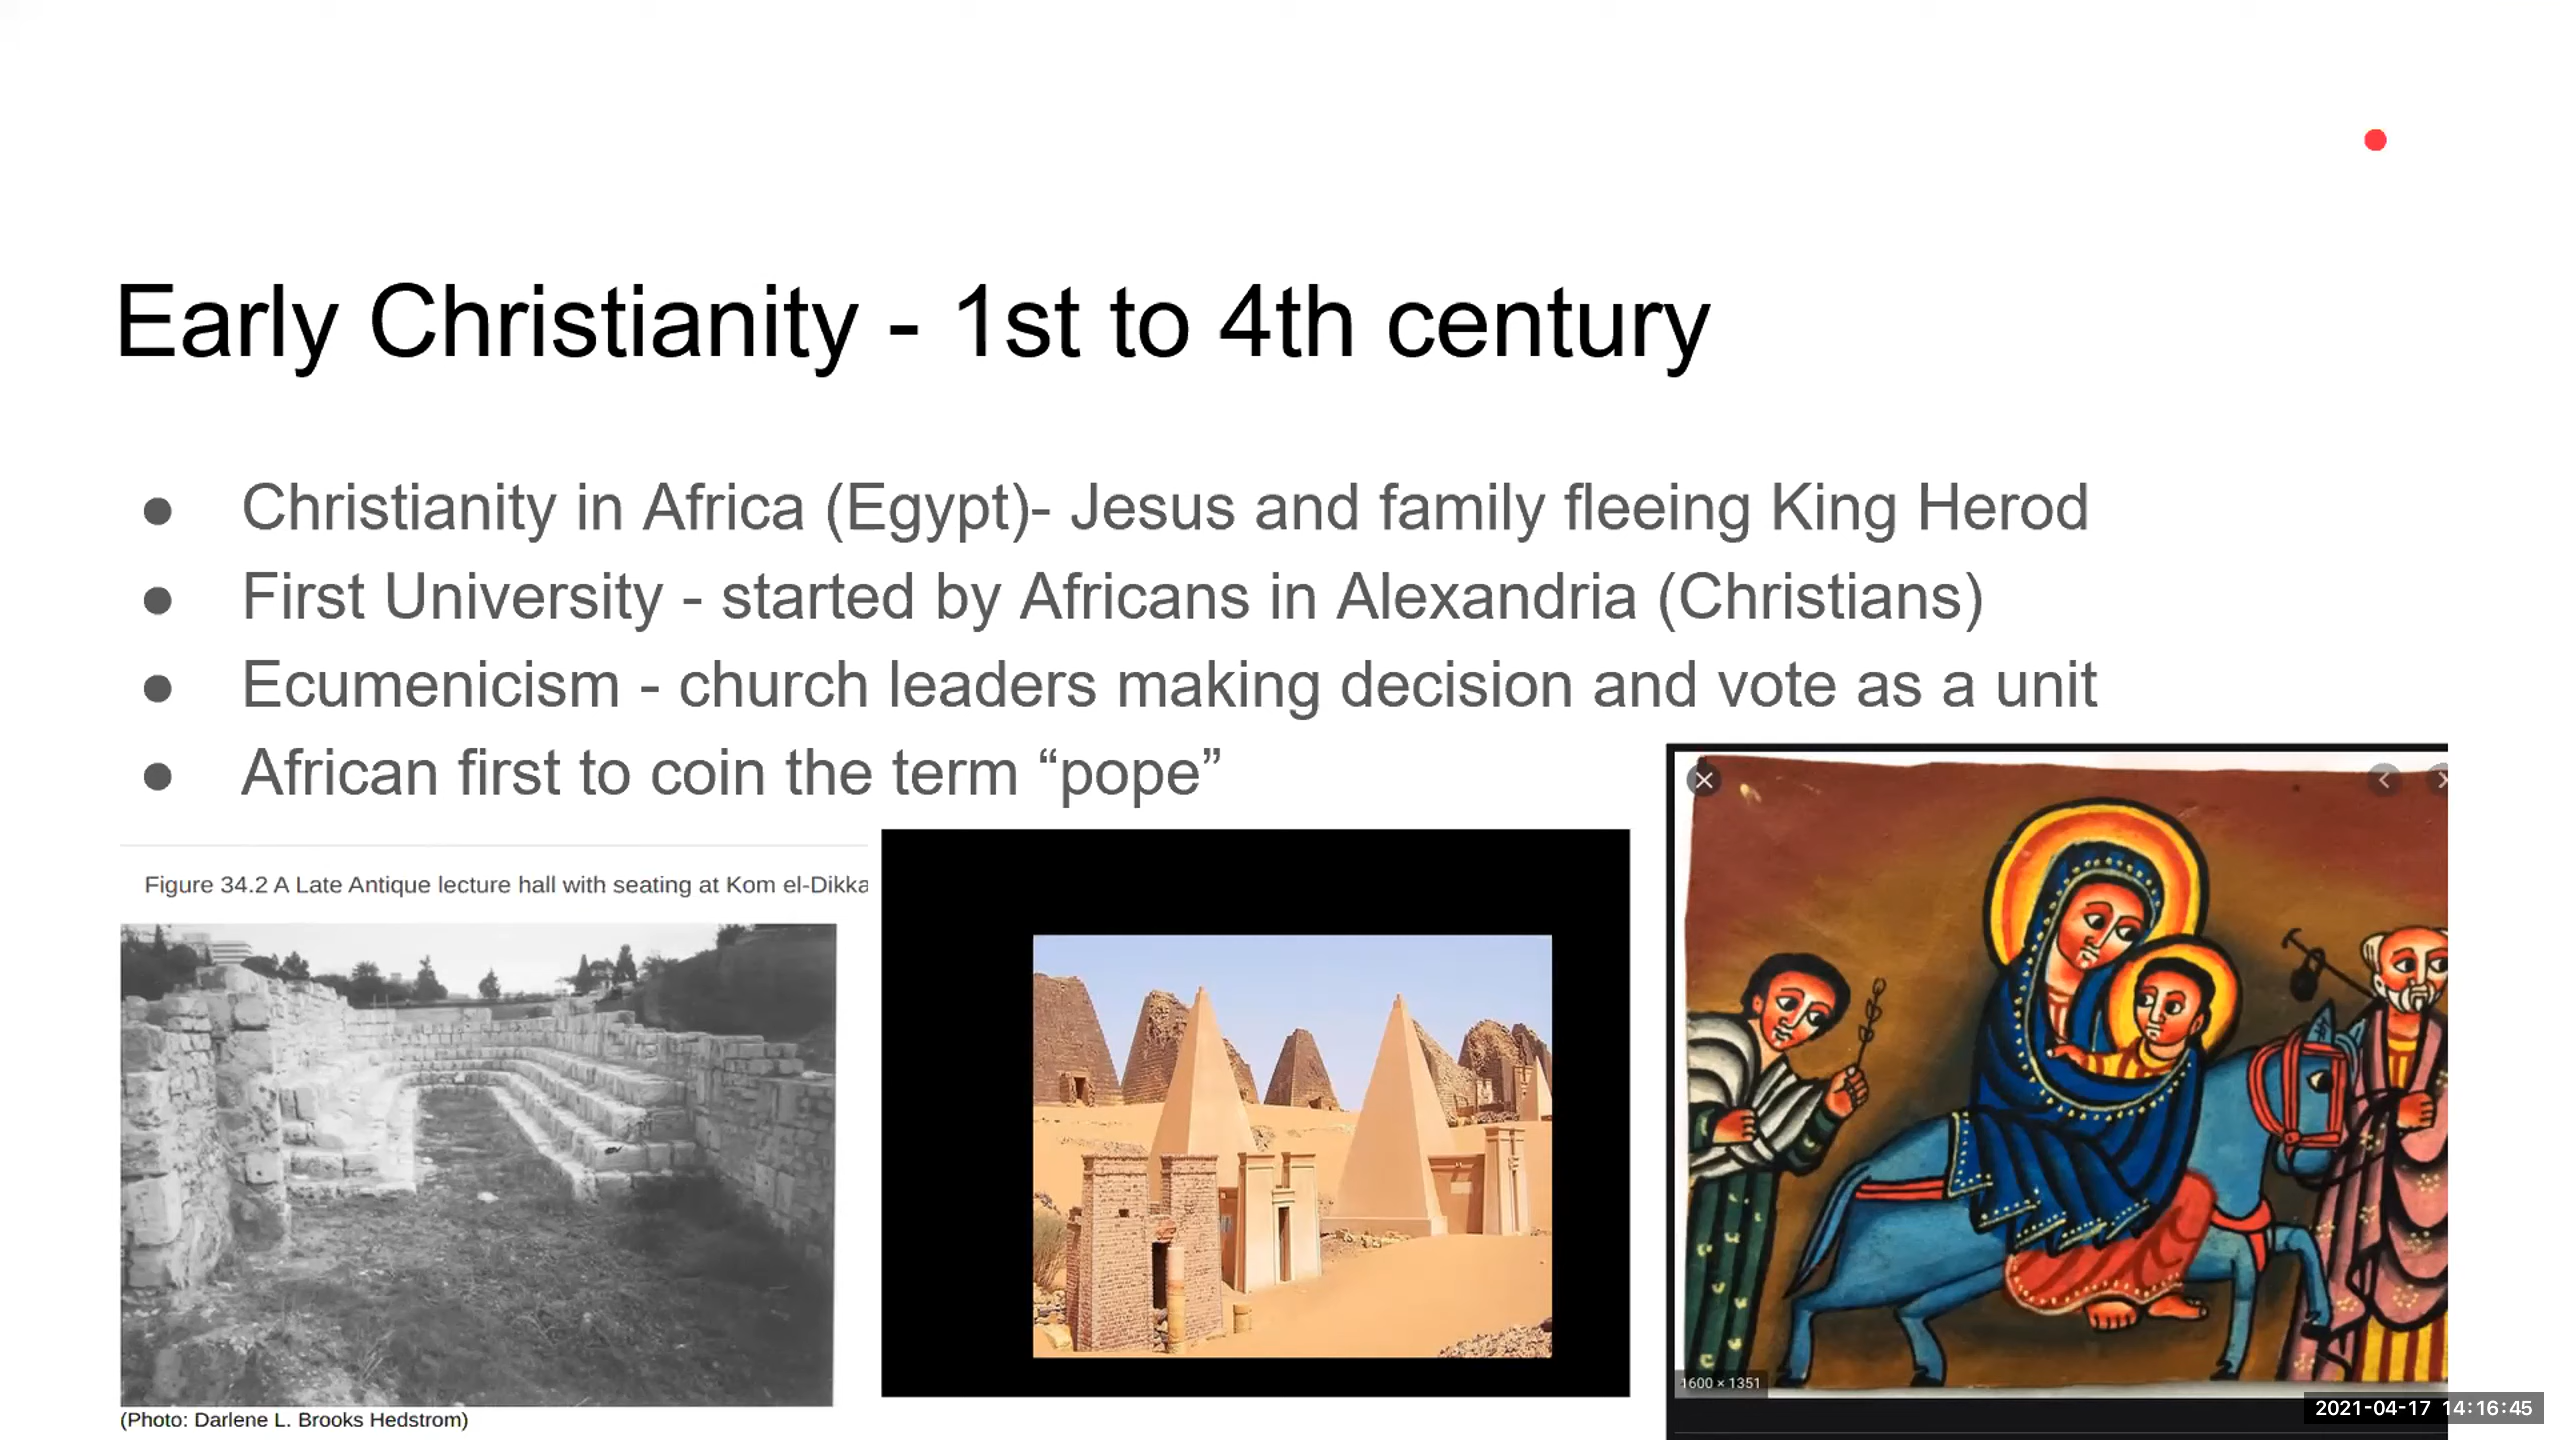 Early Christianity - 1st to 4th century
● Christianity in Africa (Egypt)- Jesus and family fleeing King Herod
● First University - started by Africans in Alexandria (Christians)
● Ecumenicism - church leaders making decision and vote as a unit
● African first to coin the term “pope”
Figure 34.2 A Late Antique lecture hall with seating at Kom el-Dikka
(Photo: Darlene L. Brooks Hedstrom)
1600 × 1351
2021-04-17 14:16:45